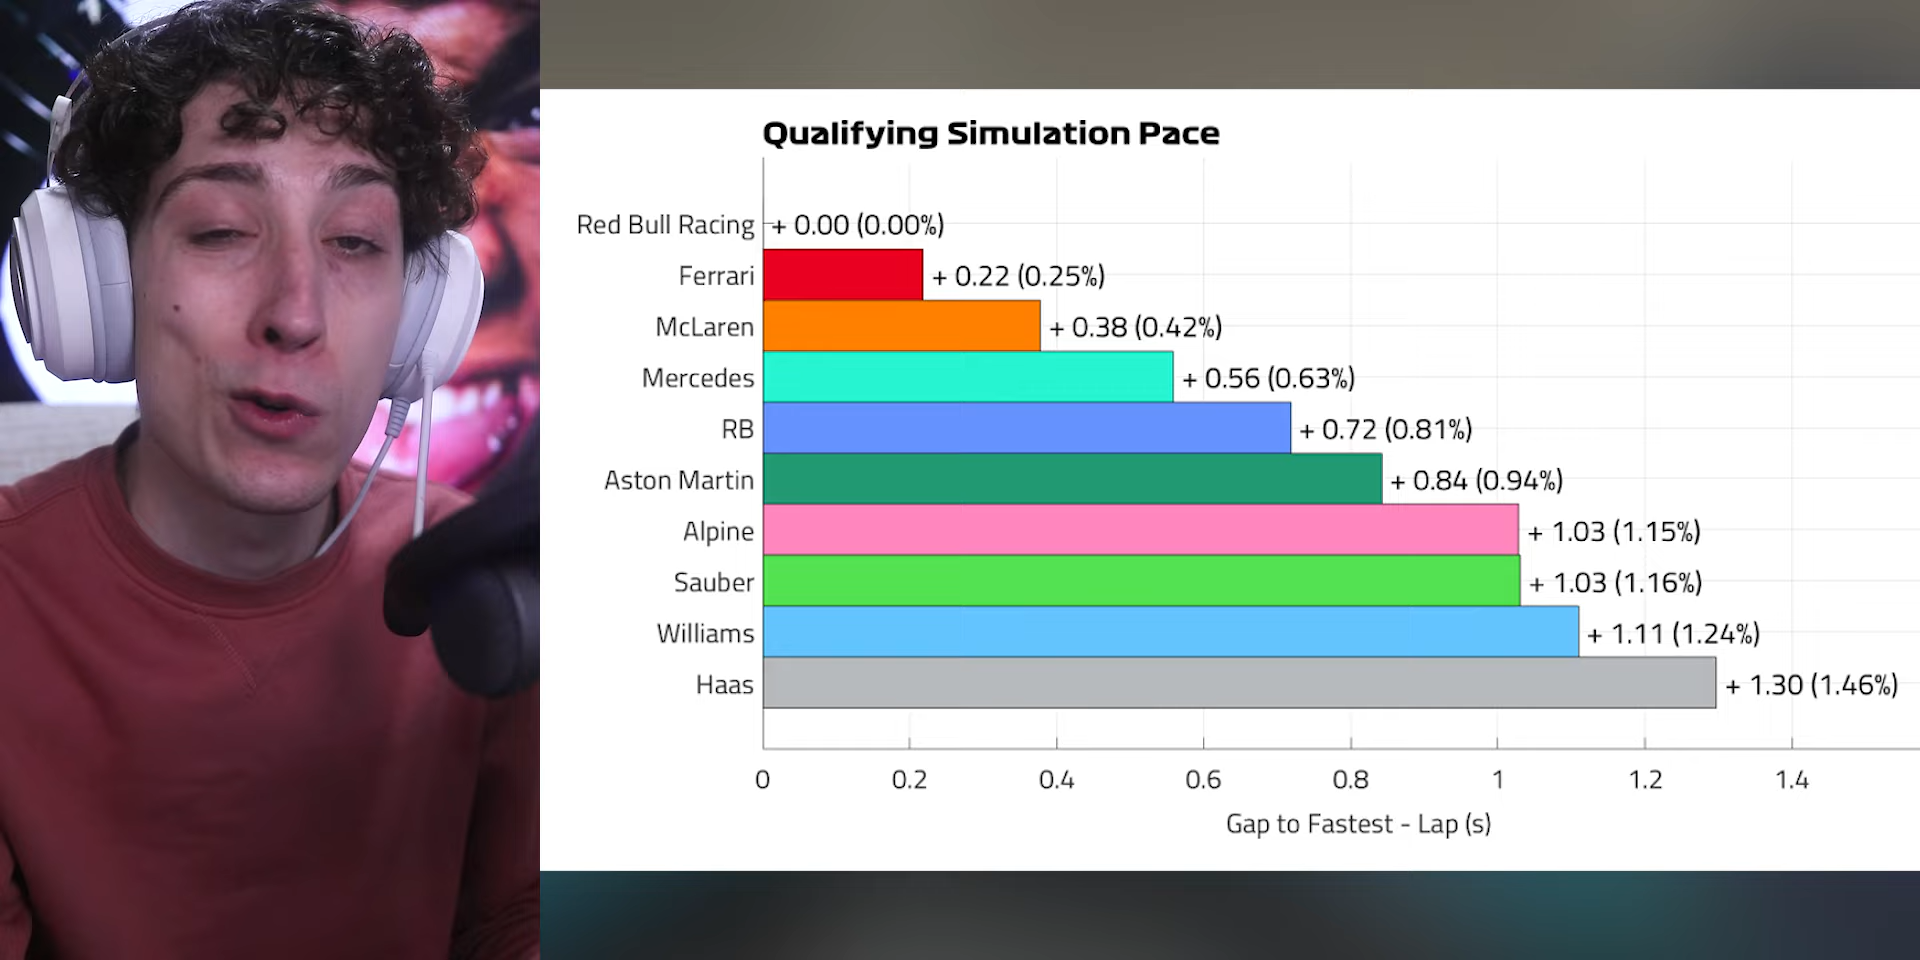 Qualifying Simulation Pace
Red Bull Racing + 0.00 (0.00%)
Ferrari + 0.22 (0.25%)
McLaren + 0.38 (0.42%)
Mercedes + 0.56 (0.63%)
RB + 0.72 (0.81%)
Aston Martin + 0.84 (0.94%)
Alpine + 1.03 (1.15%)
Sauber + 1.03 (1.16%)
Williams + 1.11 (1.24%)
Haas + 1.30 (1.46%)
0 0.2 0.4 0.6 0.8 1 1.2 1.4
Gap to Fastest - Lap (s)